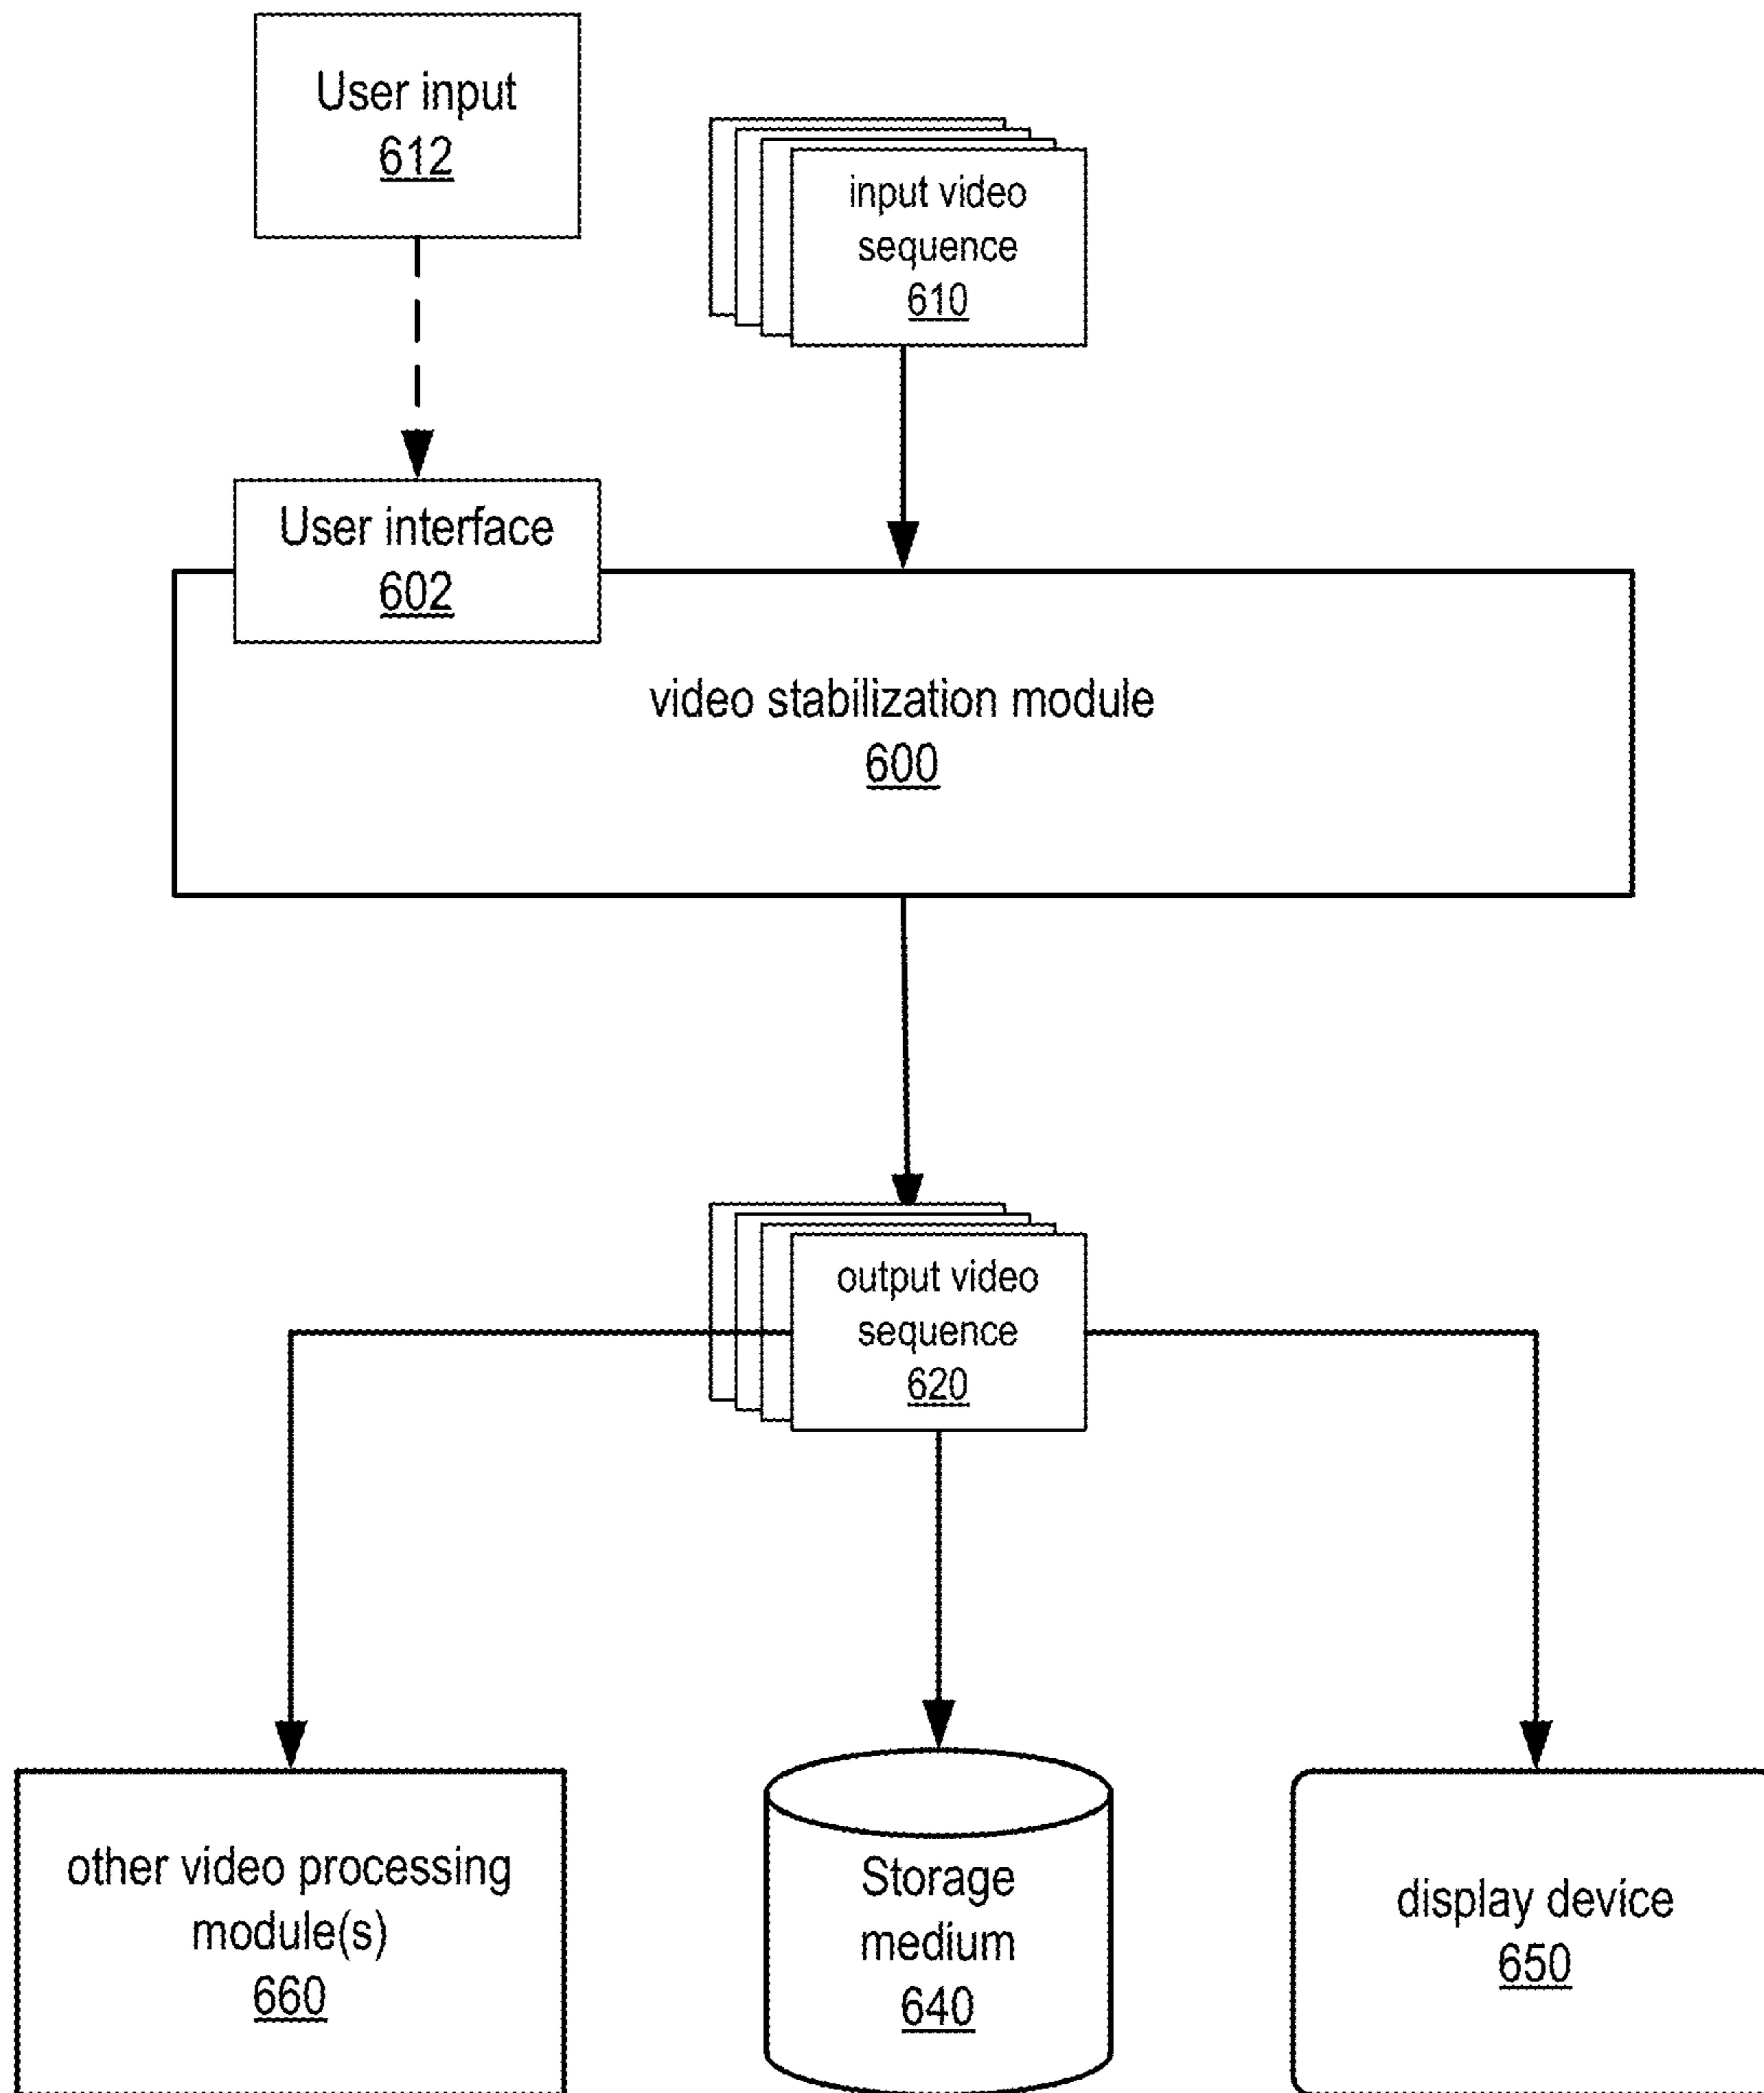 User input
612
input video
sequence
610
User interface
602
video stabilization module
600
output video
sequence
620
other video processing
module(s)
660
Storage
medium
640
display device
650